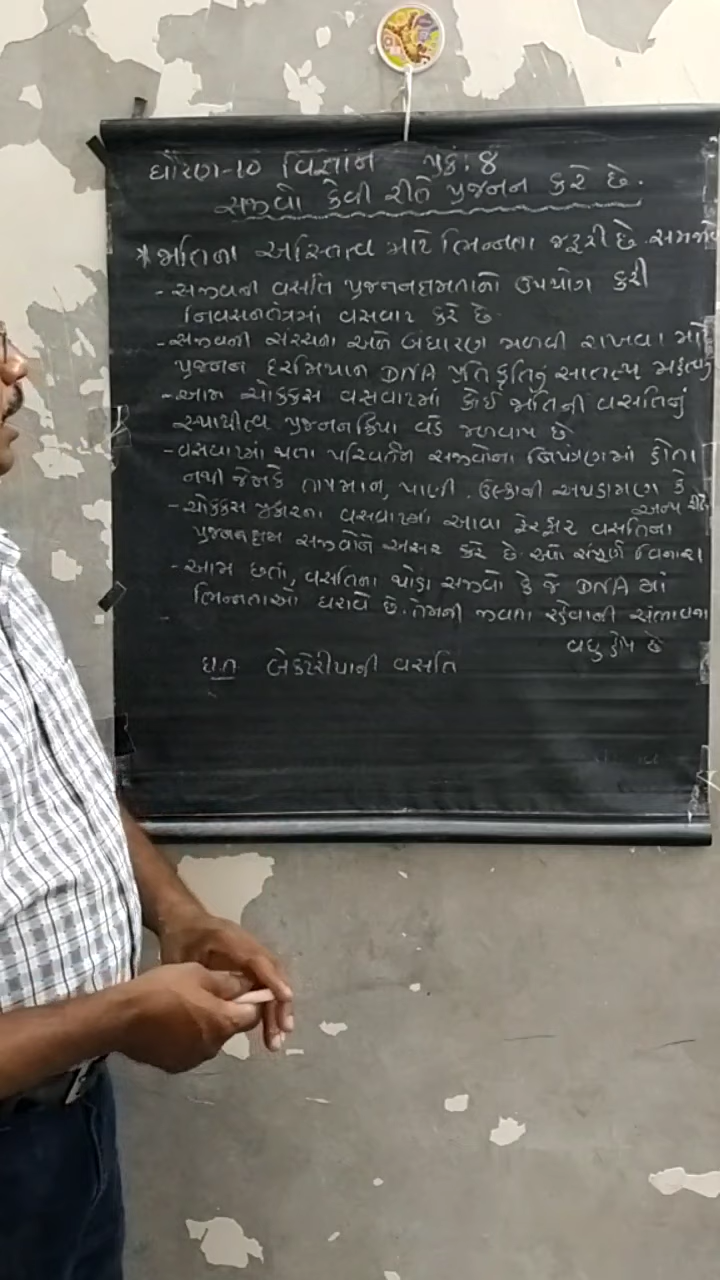 ધોરણ-10 વિજ્ઞાન પ્રક: 8
સજીવો કેવી રીતે પ્રજનન કરે છે.
* જાતિના અસ્તિત્વ માટે ભિન્નતા જરૂરી છે. સમજાવો
- સજીવની વસતિ પ્રજનનક્ષમતાનો ઉપયોગ કરી
નિવસનતંત્રમાં વસવાટ કરે છે.
- સજીવની સંરચના અને બંધારણ જાળવી રાખવા માટે
પ્રજનન દરમિયાન DNA પ્રતિકૃતિનું સાતત્ય મહત્વનું
- આમ ચોક્કસ વસવાટમાં કોઈ જાતિની વસતિનું
સ્થાયીત્વ પ્રજનનક્રિયા વડે જળવાય છે
- વસવાટમાં થતા પરિવર્તન સજીવોના નિયંત્રણમાં હોતા
નથી જેમકે તાપમાન, પાણી. ઉલ્કાની અથડામણ કે
અન્ય રીતે
- ચોક્કસ પ્રકારના વસવાટમાં આવા ફેરફાર વસતિના
પ્રજનનક્ષમ સજીવોને અસર કરે છે. અને સંપૂર્ણ વિનાશ
- આમ છતાં, વસતિના થોડા સજીવો કે જે DNA માં
ભિન્નતાઓ ધરાવે છે. તેમની જીવતા રહેવાની સંભાવના
વધુ હોય છે
દા.ત બેક્ટેરીયાની વસતિ